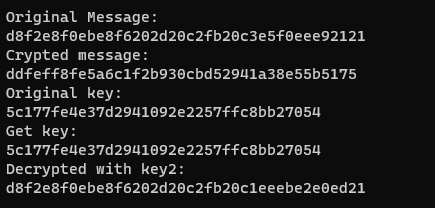 Original Message:
d8f2e8f0ebe8f6202d20c2fb20c3e5f0eee92121
Crypted message:
ddfeff8fe5a6c1f2b930cbd52941a38e55b5175
Original key:
5c177fe4e37d2941092e2257ffc8bb27054
Get key:
5c177fe4e37d2941092e2257ffc8bb27054
Decrypted with key2:
d8f2e8f0ebe8f6202d20c2fb20c1eeebe2e0ed21